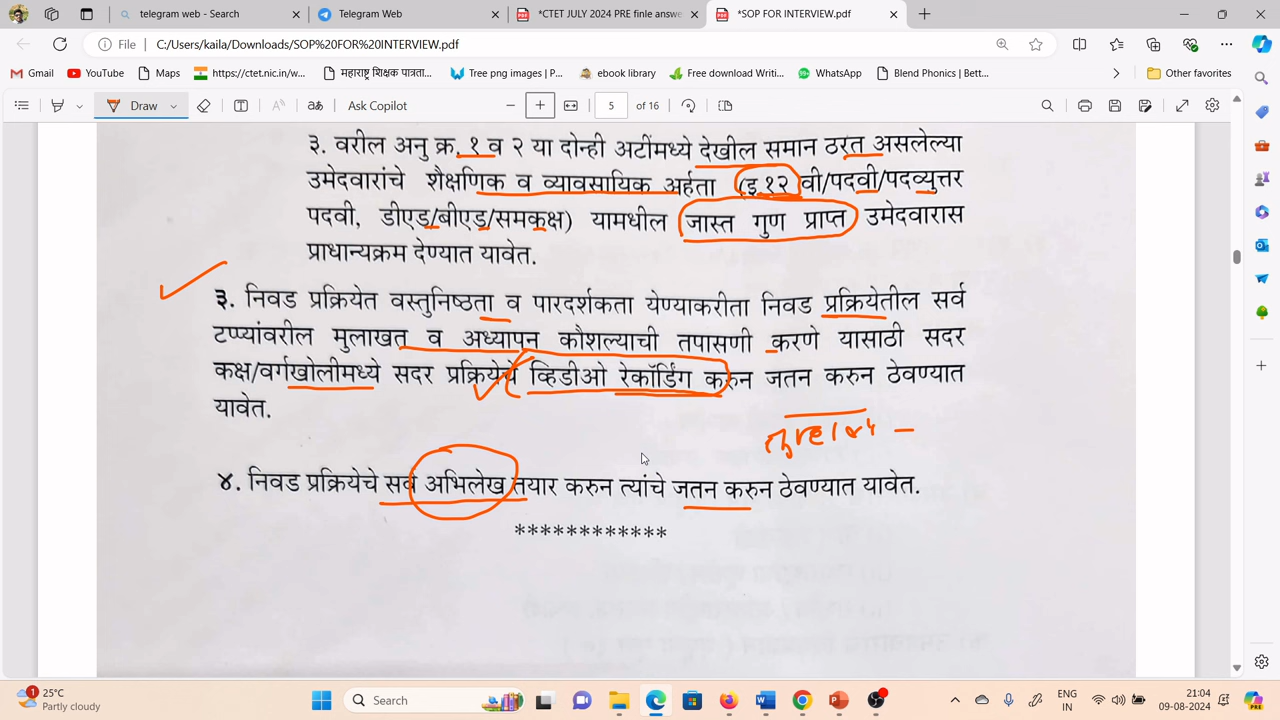 telegram web - Search
Telegram Web
*CTET JULY 2024 PRE finle answe
*SOP FOR INTERVIEW.pdf
File
C:/Users/kaila/Downloads/SOP%20FOR%20INTERVIEW.pdf
Gmail
YouTube
Maps
https://ctet.nic.in/w...
महाराष्ट्र शिक्षक पात्रता...
Tree png images | P...
ebook library
Free download Writi...
WhatsApp
Blend Phonics | Bett...
Other favorites
Draw
Ask Copilot
5 of 16
३. वरील अनु क्र. १ व २ या दोन्ही अटींमध्ये देखील समान ठरत असलेल्या
उमेदवारांचे शैक्षणिक व व्यावसायिक अर्हता (इ.१२ वी/पदवी/पदव्युत्तर
पदवी, डीएड/बीएड/समकक्ष) यामधील जास्त गुण प्राप्त उमेदवारास
प्राधान्यक्रम देण्यात यावेत.
३. निवड प्रक्रियेत वस्तुनिष्ठता व पारदर्शकता येण्याकरीता निवड प्रक्रियेतील सर्व
टप्प्यांवरील मुलाखत व अध्यापन कौशल्याची तपासणी करणे यासाठी सदर
कक्ष/वर्गखोलीमध्ये सदर प्रक्रियेचे व्हिडीओ रेकॉर्डिंग करुन जतन करुन ठेवण्यात
यावेत.
४. निवड प्रक्रियेचे सर्व अभिलेख तयार करुन त्यांचे जतन करुन ठेवण्यात यावेत.
************
25°C
Partly cloudy
Search
ENG
IN
21:04
09-08-2024